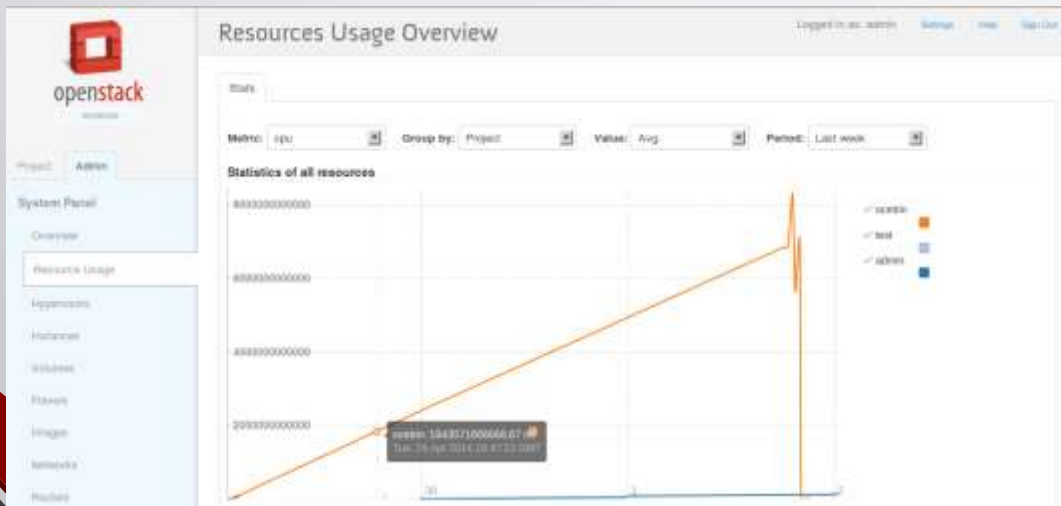 Resources Usage Overview
Logged in as: admin Settings Help Sign Out
openstack
Stats
Metric: cpu Group by: Project Value: Avg. Period: Last week
Project Admin
Statistics of all resources
System Panel
Overview
Resource Usage
Hypervisors
Instances
Volumes
Flavors
Images
Networks
Routers
8000000000000
6000000000000
4000000000000
2000000000000
test
admin